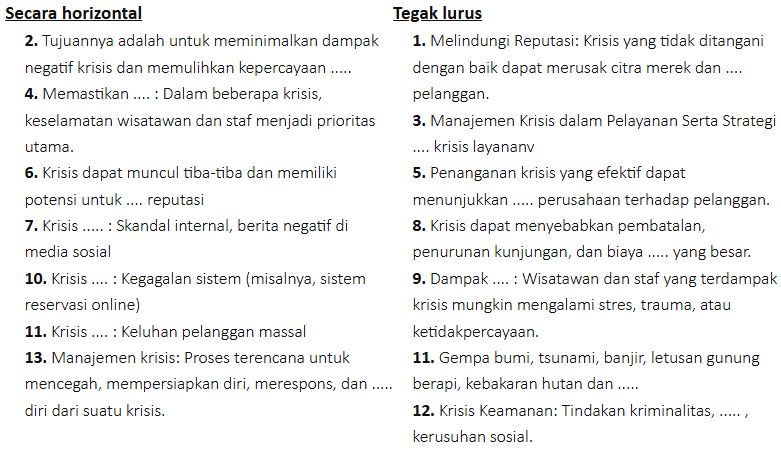 Secara horizontal
2. Tujuannya adalah untuk meminimalkan dampak
negatif krisis dan memulihkan kepercayaan .....
4. Memastikan .... : Dalam beberapa krisis,
keselamatan wisatawan dan staf menjadi prioritas
utama.
6. Krisis dapat muncul tiba-tiba dan memiliki
potensi untuk .... reputasi
7. Krisis ..... : Skandal internal, berita negatif di
media sosial
10. Krisis .... : Kegagalan sistem (misalnya, sistem
reservasi online)
11. Krisis .... : Keluhan pelanggan massal
13. Manajemen krisis: Proses terencana untuk
mencegah, mempersiapkan diri, merespons, dan .....
diri dari suatu krisis.
Tegak lurus
1. Melindungi Reputasi: Krisis yang tidak ditangani
dengan baik dapat merusak citra merek dan ....
pelanggan.
3. Manajemen Krisis dalam Pelayanan Serta Strategi
.... krisis layananv
5. Penanganan krisis yang efektif dapat
menunjukkan ..... perusahaan terhadap pelanggan.
8. Krisis dapat menyebabkan pembatalan,
penurunan kunjungan, dan biaya ..... yang besar.
9. Dampak .... : Wisatawan dan staf yang terdampak
krisis mungkin mengalami stres, trauma, atau
ketidakpercayaan.
11. Gempa bumi, tsunami, banjir, letusan gunung
berapi, kebakaran hutan dan .....
12. Krisis Keamanan: Tindakan kriminalitas, ..... ,
kerusuhan sosial.